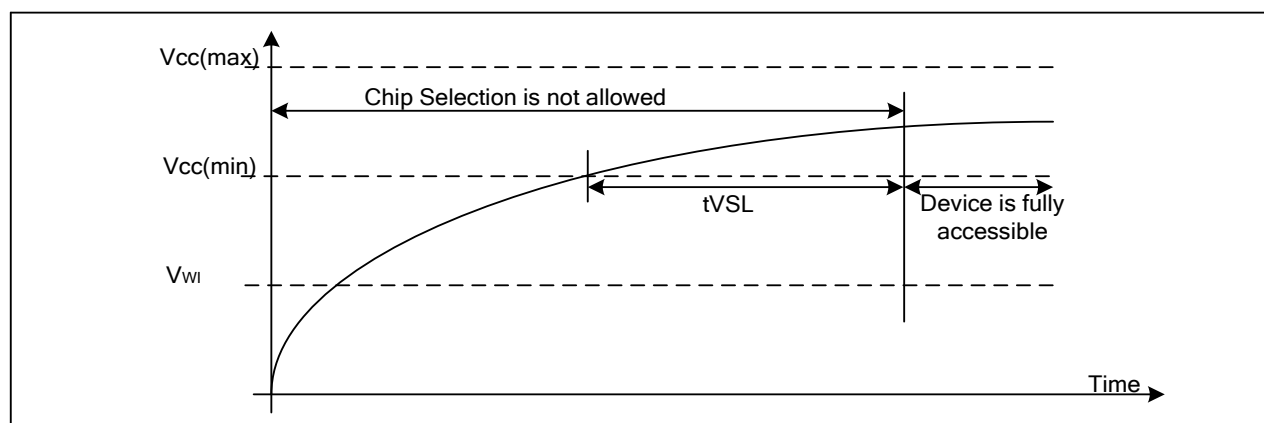 Vcc(max)
Chip Selection is not allowed
Vcc(min)
tVSL
Device is fully
accessible
VWI
Time